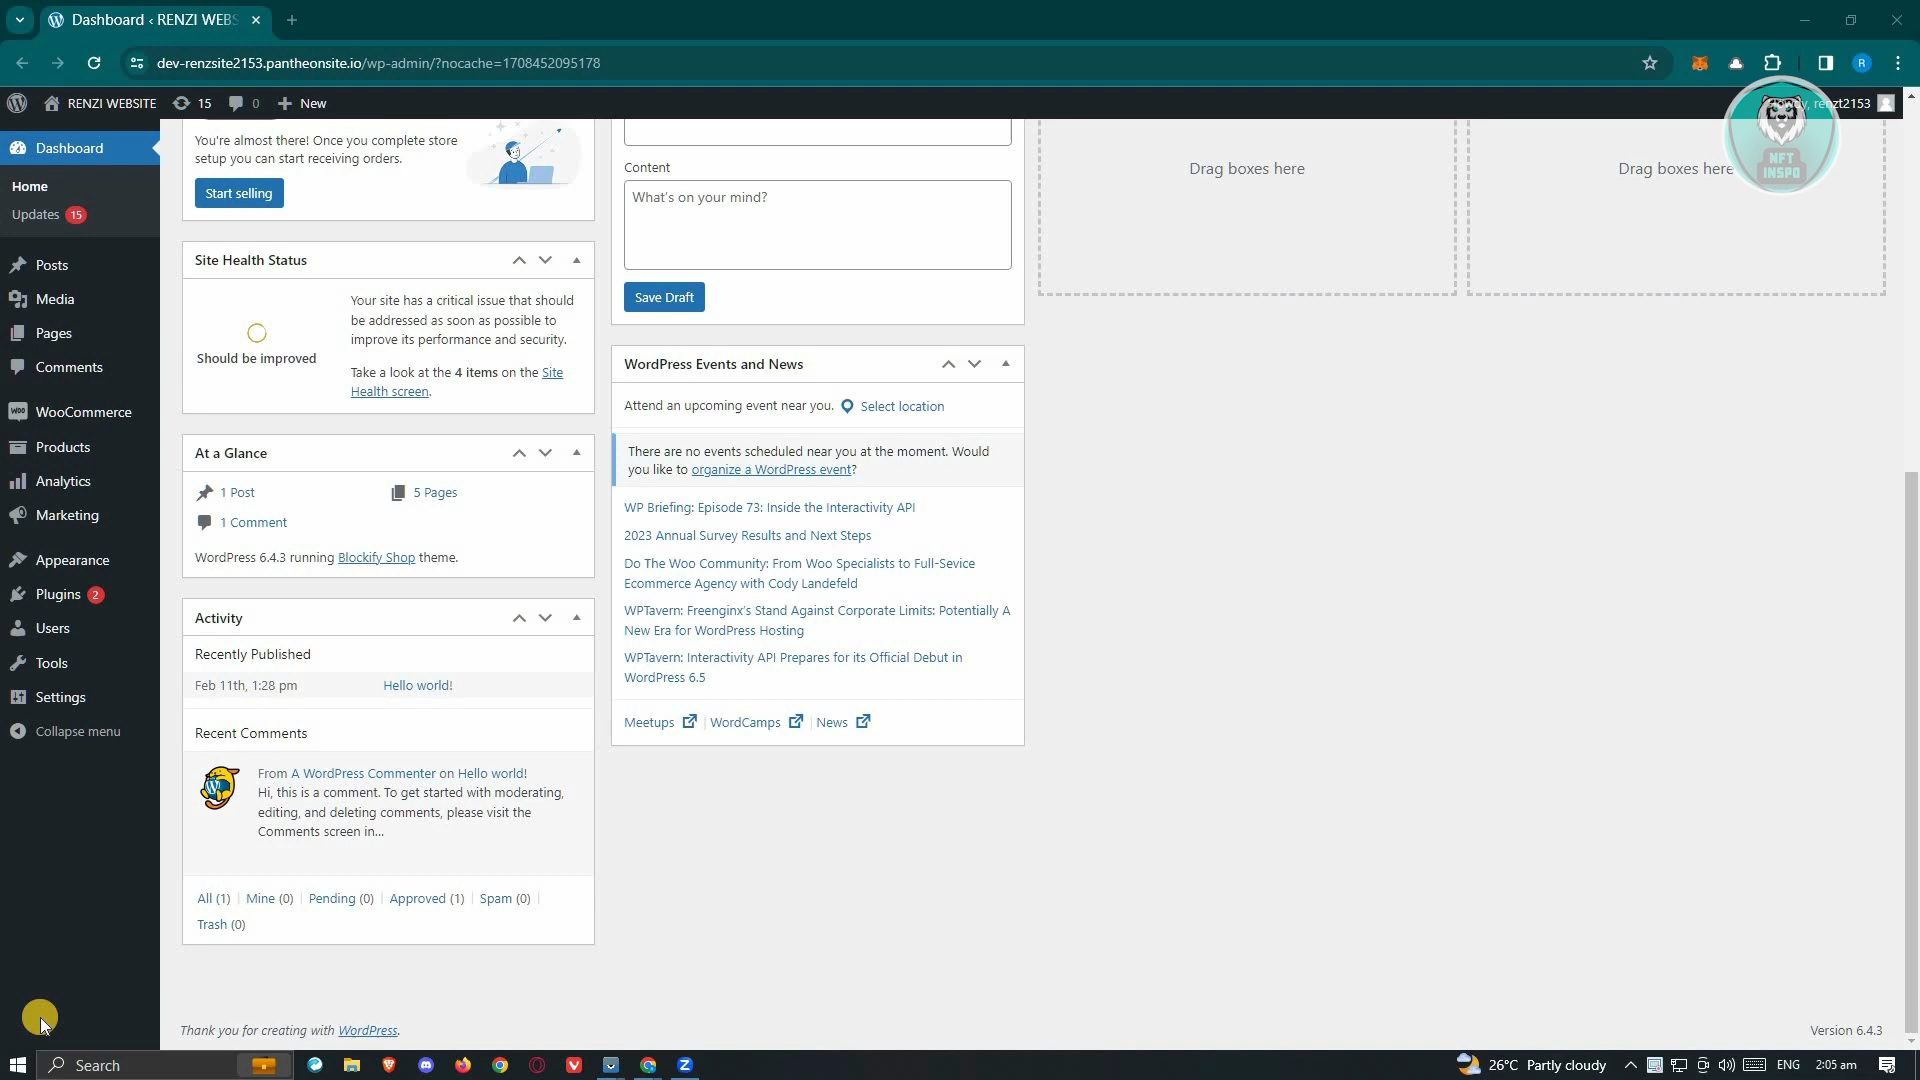 Dashboard ‹ RENZI WEBS
dev-renzsite2153.pantheonsite.io/wp-admin/?nocache=1708452095178
R
RENZI WEBSITE 15 0 New
renzt2153
NFT
INSPO
Dashboard
Home
Updates 15
Posts
Media
Pages
Comments
WooCommerce
Products
Analytics
Marketing
Appearance
Plugins 2
Users
Tools
Settings
Collapse menu
You're almost there! Once you complete store
setup you can start receiving orders.
Start selling
Site Health Status
Should be improved
Your site has a critical issue that should
be addressed as soon as possible to
improve its performance and security.
Take a look at the 4 items on the Site
Health screen.
At a Glance
1 Post
5 Pages
1 Comment
WordPress 6.4.3 running Blockify Shop theme.
Activity
Recently Published
Feb 11th, 1:28 pm Hello world!
Recent Comments
From A WordPress Commenter on Hello world!
Hi, this is a comment. To get started with moderating,
editing, and deleting comments, please visit the
Comments screen in...
All (1) | Mine (0) | Pending (0) | Approved (1) | Spam (0) |
Trash (0)
Content
What's on your mind?
Save Draft
WordPress Events and News
Attend an upcoming event near you. Select location
There are no events scheduled near you at the moment. Would
you like to organize a WordPress event?
WP Briefing: Episode 73: Inside the Interactivity API
2023 Annual Survey Results and Next Steps
Do The Woo Community: From Woo Specialists to Full-Sevice
Ecommerce Agency with Cody Landefeld
WPTavern: Freenginx's Stand Against Corporate Limits: Potentially A
New Era for WordPress Hosting
WPTavern: Interactivity API Prepares for its Official Debut in
WordPress 6.5
Meetups | WordCamps | News
Drag boxes here
Drag boxes here
Thank you for creating with WordPress.
Version 6.4.3
Search
26°C Partly cloudy
ENG
2:05 am